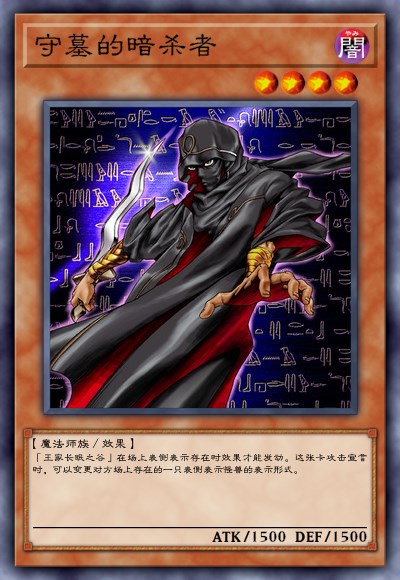 守墓的暗杀者
やみ
闇
【魔法师族/效果】
「王家长眠之谷」在场上表侧表示存在时效果才能发动。这张卡攻击宣言
时,可以变更对方场上存在的一只表侧表示怪兽的表示形式。
ATK/1500 DEF/1500